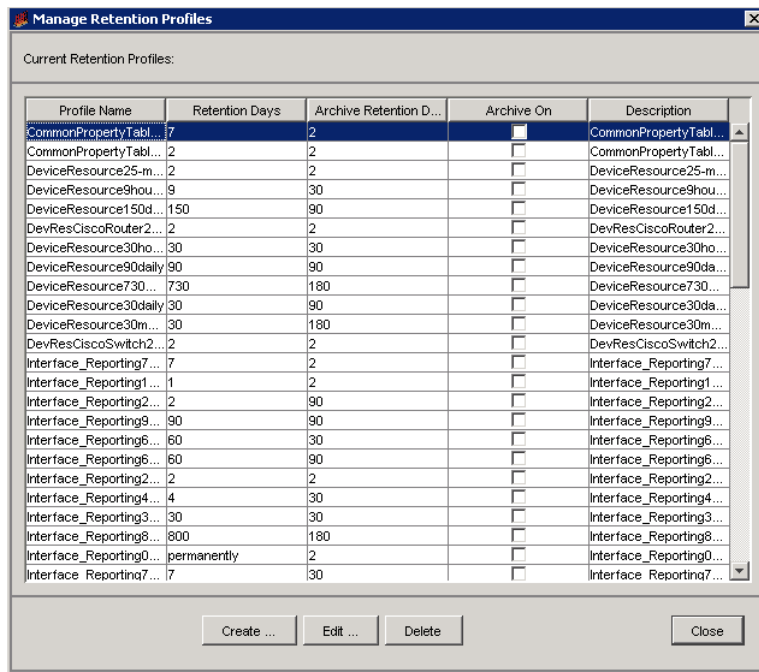 Manage Retention Profiles
Current Retention Profiles:
Profile Name Retention Days Archive Retention D... Archive On Description
CommonPropertyTabl... 7 2 CommonPropertyTabl...
CommonPropertyTabl... 2 2 CommonPropertyTabl...
DeviceResource25-m... 2 2 DeviceResource25-m...
DeviceResource9hou... 9 30 DeviceResource9hou...
DeviceResource150d... 150 90 DeviceResource150d...
DevResCiscoRouter2... 2 2 DevResCiscoRouter2...
DeviceResource30ho... 30 30 DeviceResource30ho...
DeviceResource90daily 90 90 DeviceResource90da...
DeviceResource730... 730 180 DeviceResource730...
DeviceResource30daily 30 90 DeviceResource30da...
DeviceResource30m... 30 180 DeviceResource30m...
DevResCiscoSwitch2... 2 2 DevResCiscoSwitch2...
Interface_Reporting7... 7 2 Interface_Reporting7...
Interface_Reporting1... 1 2 Interface_Reporting1...
Interface_Reporting2... 2 90 Interface_Reporting2...
Interface_Reporting9... 90 90 Interface_Reporting9...
Interface_Reporting6... 60 30 Interface_Reporting6...
Interface_Reporting6... 60 90 Interface_Reporting6...
Interface_Reporting2... 2 2 Interface_Reporting2...
Interface_Reporting4... 4 30 Interface_Reporting4...
Interface_Reporting3... 30 30 Interface_Reporting3...
Interface_Reporting8... 800 180 Interface_Reporting8...
Interface_Reporting0... permanently 2 Interface_Reporting0...
Interface_Reporting7... 7 30 Interface_Reporting7...
Create ... Edit ... Delete Close